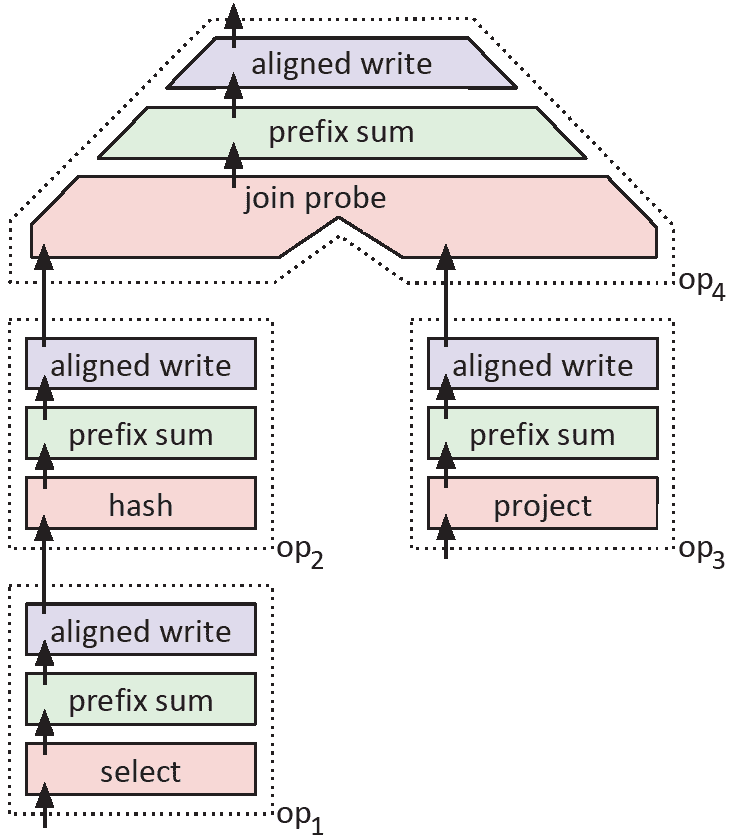 aligned write
prefix sum
join probe
op4
aligned write
prefix sum
hash
op2
aligned write
prefix sum
project
op3
aligned write
prefix sum
select
op1